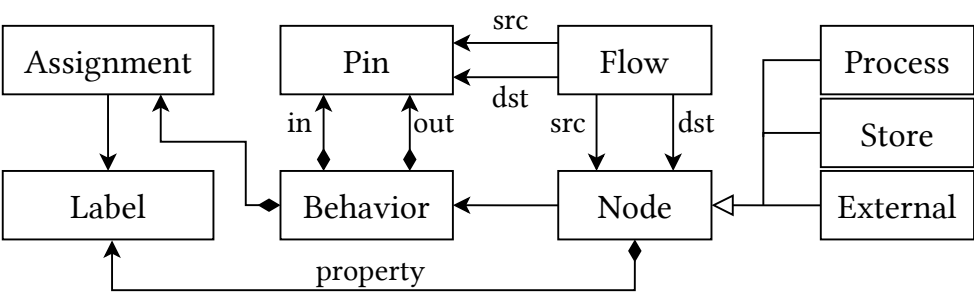 src
Assignment
Pin
Flow
Process
dst
in
out
src
dst
Store
Label
Behavior
Node
External
property